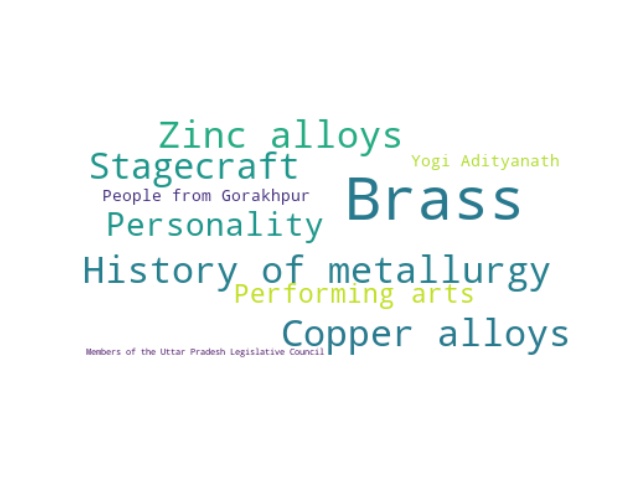 Zinc alloys
Stagecraft
Yogi Adityanath
People from Gorakhpur
Brass
Personality
History of metallurgy
Performing arts
Copper alloys
Members of the Uttar Pradesh Legislative Council